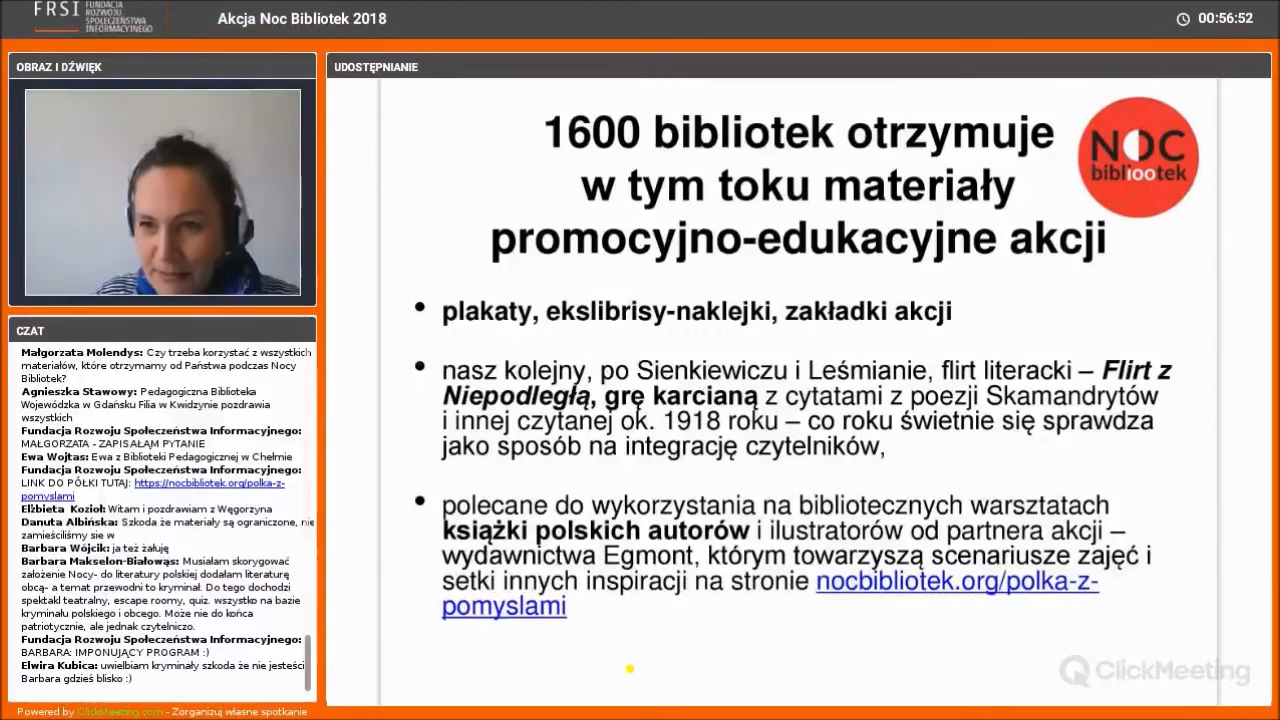 FRSI FUNDACJA
ROZWOJU
SPOŁECZEŃSTWA
INFORMACYJNEGO
Akcja Noc Bibliotek 2018
00:56:52
OBRAZ I DŹWIĘK
CZAT
Małgorzata Molendys: Czy trzeba korzystać z wszystkich
materiałów, które otrzymamy od Państwa podczas Nocy
Bibliotek?
Agnieszka Stawowy: Pedagogiczna Biblioteka
Wojewódzka w Gdańsku Filia w Kwidzynie pozdrawia
wszystkich
Fundacja Rozwoju Społeczeństwa Informacyjnego:
MAŁGORZATA - ZAPISAŁAM PYTANIE
Ewa Wojtas: Ewa z Biblioteki Pedagogicznej w Chełmie
Fundacja Rozwoju Społeczeństwa Informacyjnego:
LINK DO PÓŁKI TUTAJ: https://nocbibliotek.org/polka-z-
pomyslami
Elżbieta Kozioł: Witam i pozdrawiam z Węgorzyna
Danuta Albińska: Szkoda że materiały są ograniczone, nie
zamieściliśmy sie w
Barbara Wójcik: ja też żałuję
Barbara Makselon-Białowąs: Musiałam skorygować
założenie Nocy- do literatury polskiej dodałam literaturę
obcą- a temat przewodni to kryminał. Do tego dochodzi
spektakl teatralny, escape roomy, quiz. wszystko na bazie
kryminału polskiego i obcego. Może nie do końca
patriotycznie, ale jednak czytelniczo.
Fundacja Rozwoju Społeczeństwa Informacyjnego:
BARBARA: IMPONUJĄCY PROGRAM :)
Elwira Kubica: uwielbiam kryminały szkoda że nie jesteści
Barbara gdzieś blisko :)
Powered by ClickMeeting.com - Zorganizuj własne spotkanie
UDOSTĘPNIANIE
1600 bibliotek otrzymuje
w tym toku materiały
promocyjno-edukacyjne akcji
NOC
bibliootek
• plakaty, ekslibrisy-naklejki, zakładki akcji
• nasz kolejny, po Sienkiewiczu i Leśmianie, flirt literacki – Flirt z
Niepodległą, grę karcianą z cytatami z poezji Skamandrytów
i innej czytanej ok. 1918 roku – co roku świetnie się sprawdza
jako sposób na integrację czytelników,
• polecane do wykorzystania na bibliotecznych warsztatach
książki polskich autorów i ilustratorów od partnera akcji –
wydawnictwa Egmont, którym towarzyszą scenariusze zajęć i
setki innych inspiracji na stronie nocbibliotek.org/polka-z-
pomyslami
ClickMeeting